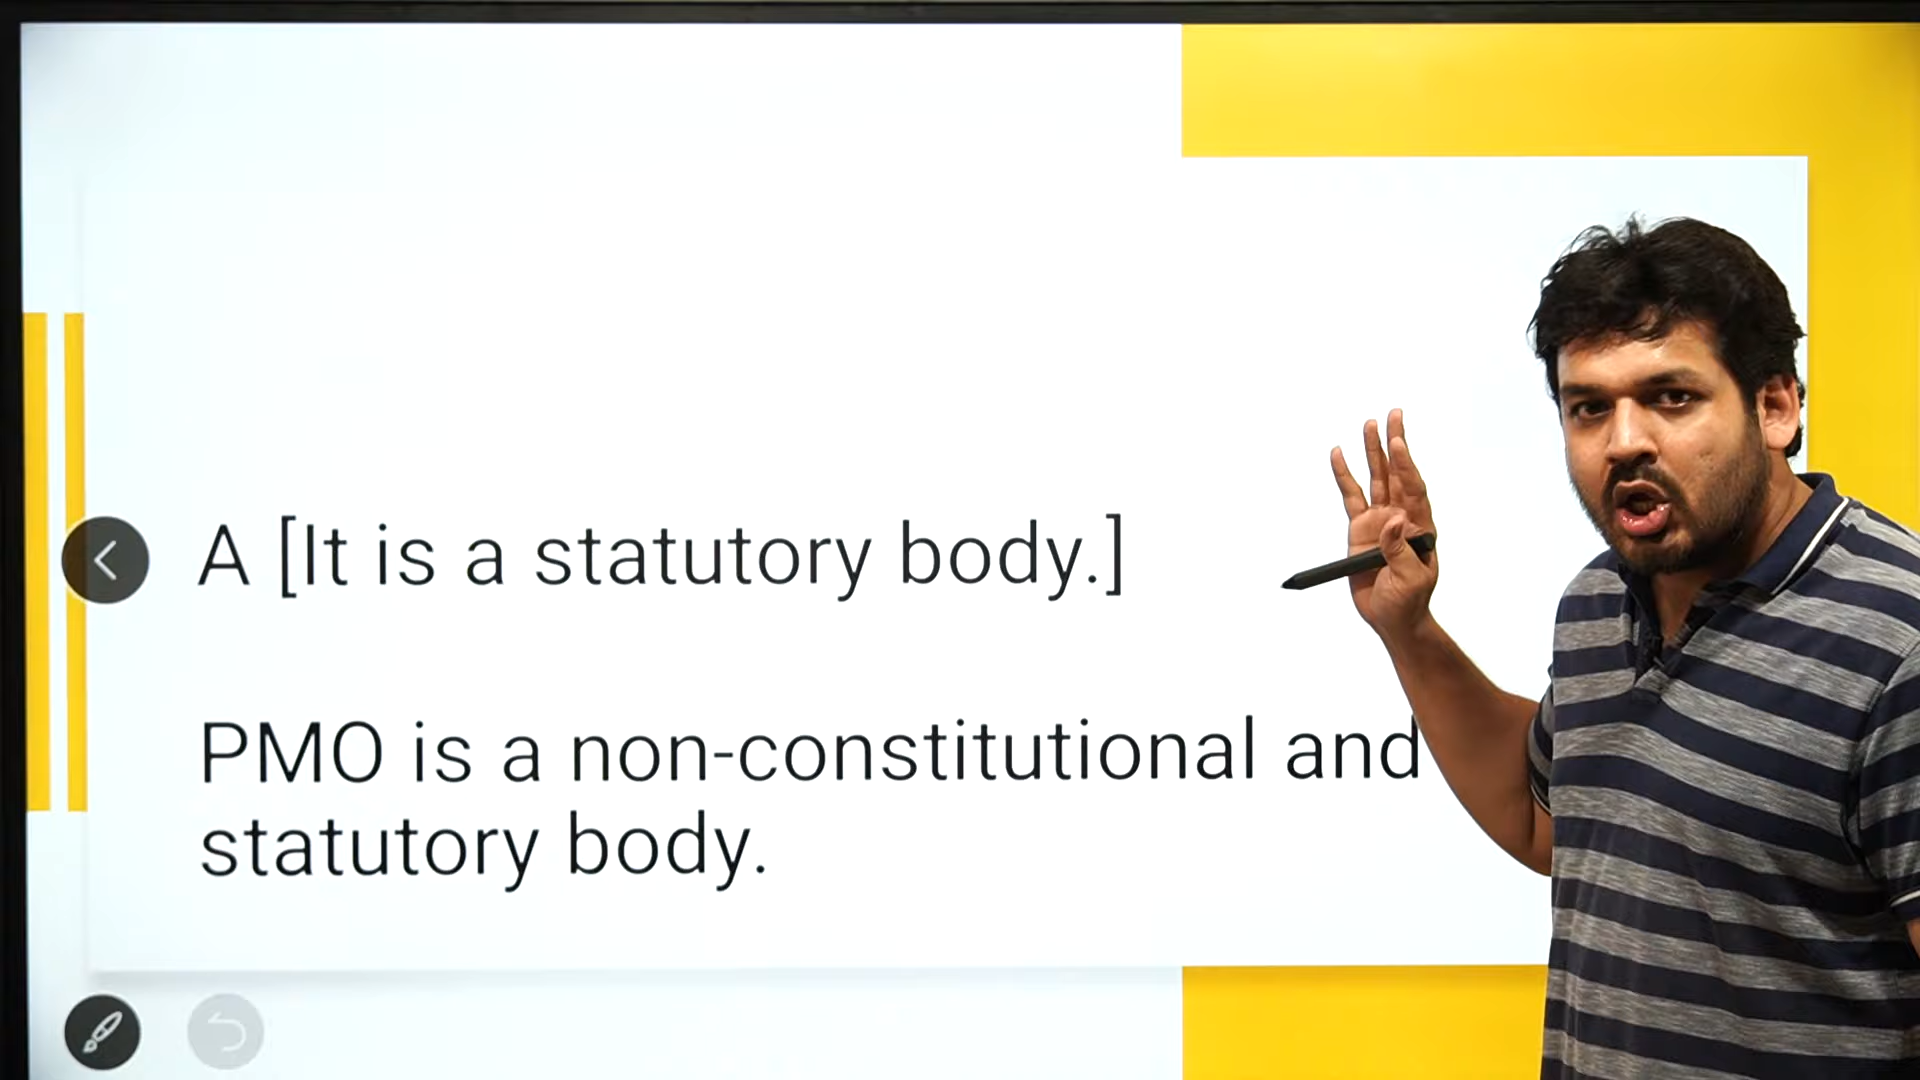 A [It is a statutory body.]
PMO is a non-constitutional and
statutory body.